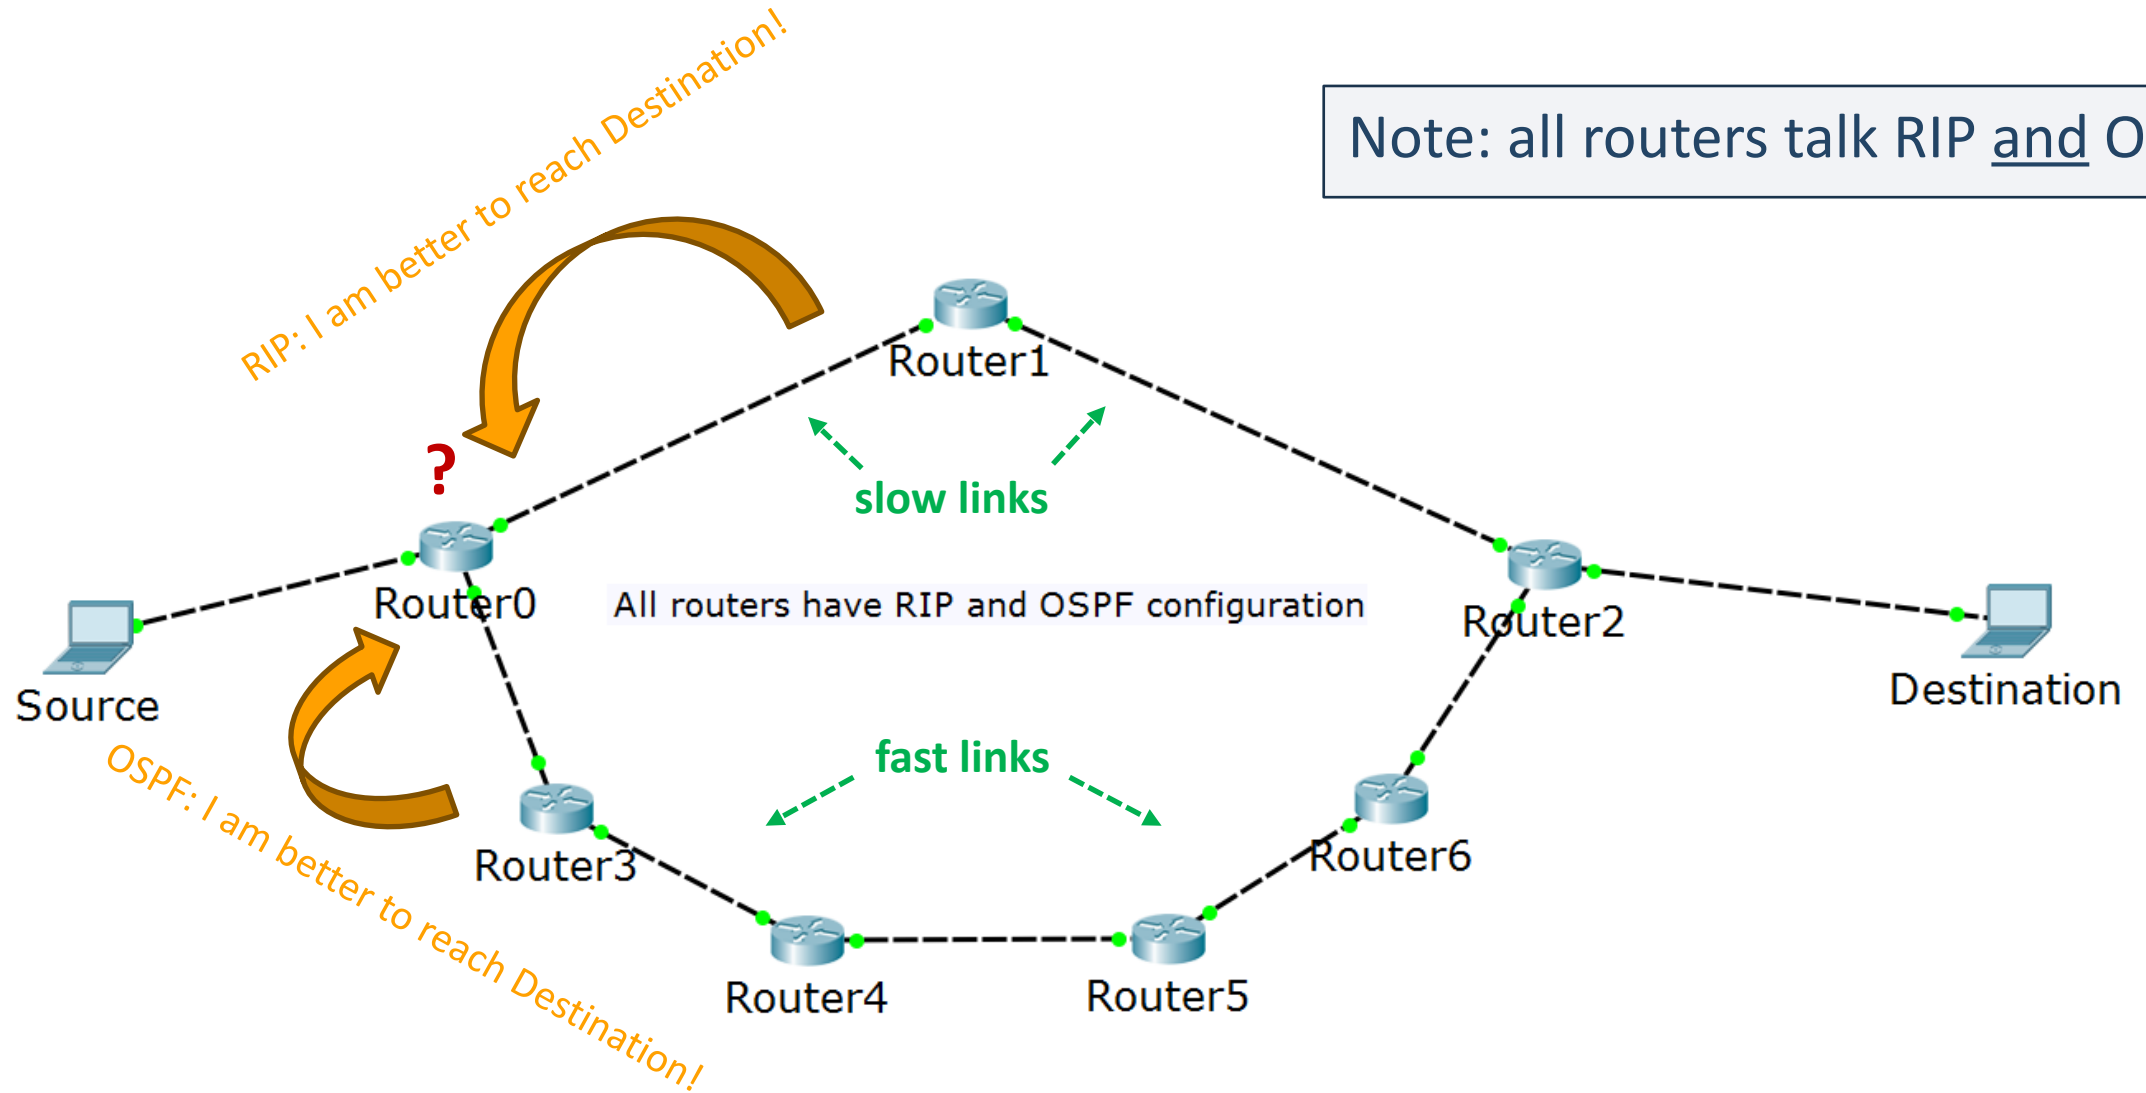 RIP: I am better to reach Destination!
Note: all routers talk RIP and O
Router1
?
slow links
Router0
All routers have RIP and OSPF configuration
Router2
Source
Destination
OSPF: I am better to reach Destination!
fast links
Router3
Router6
Router4
Router5